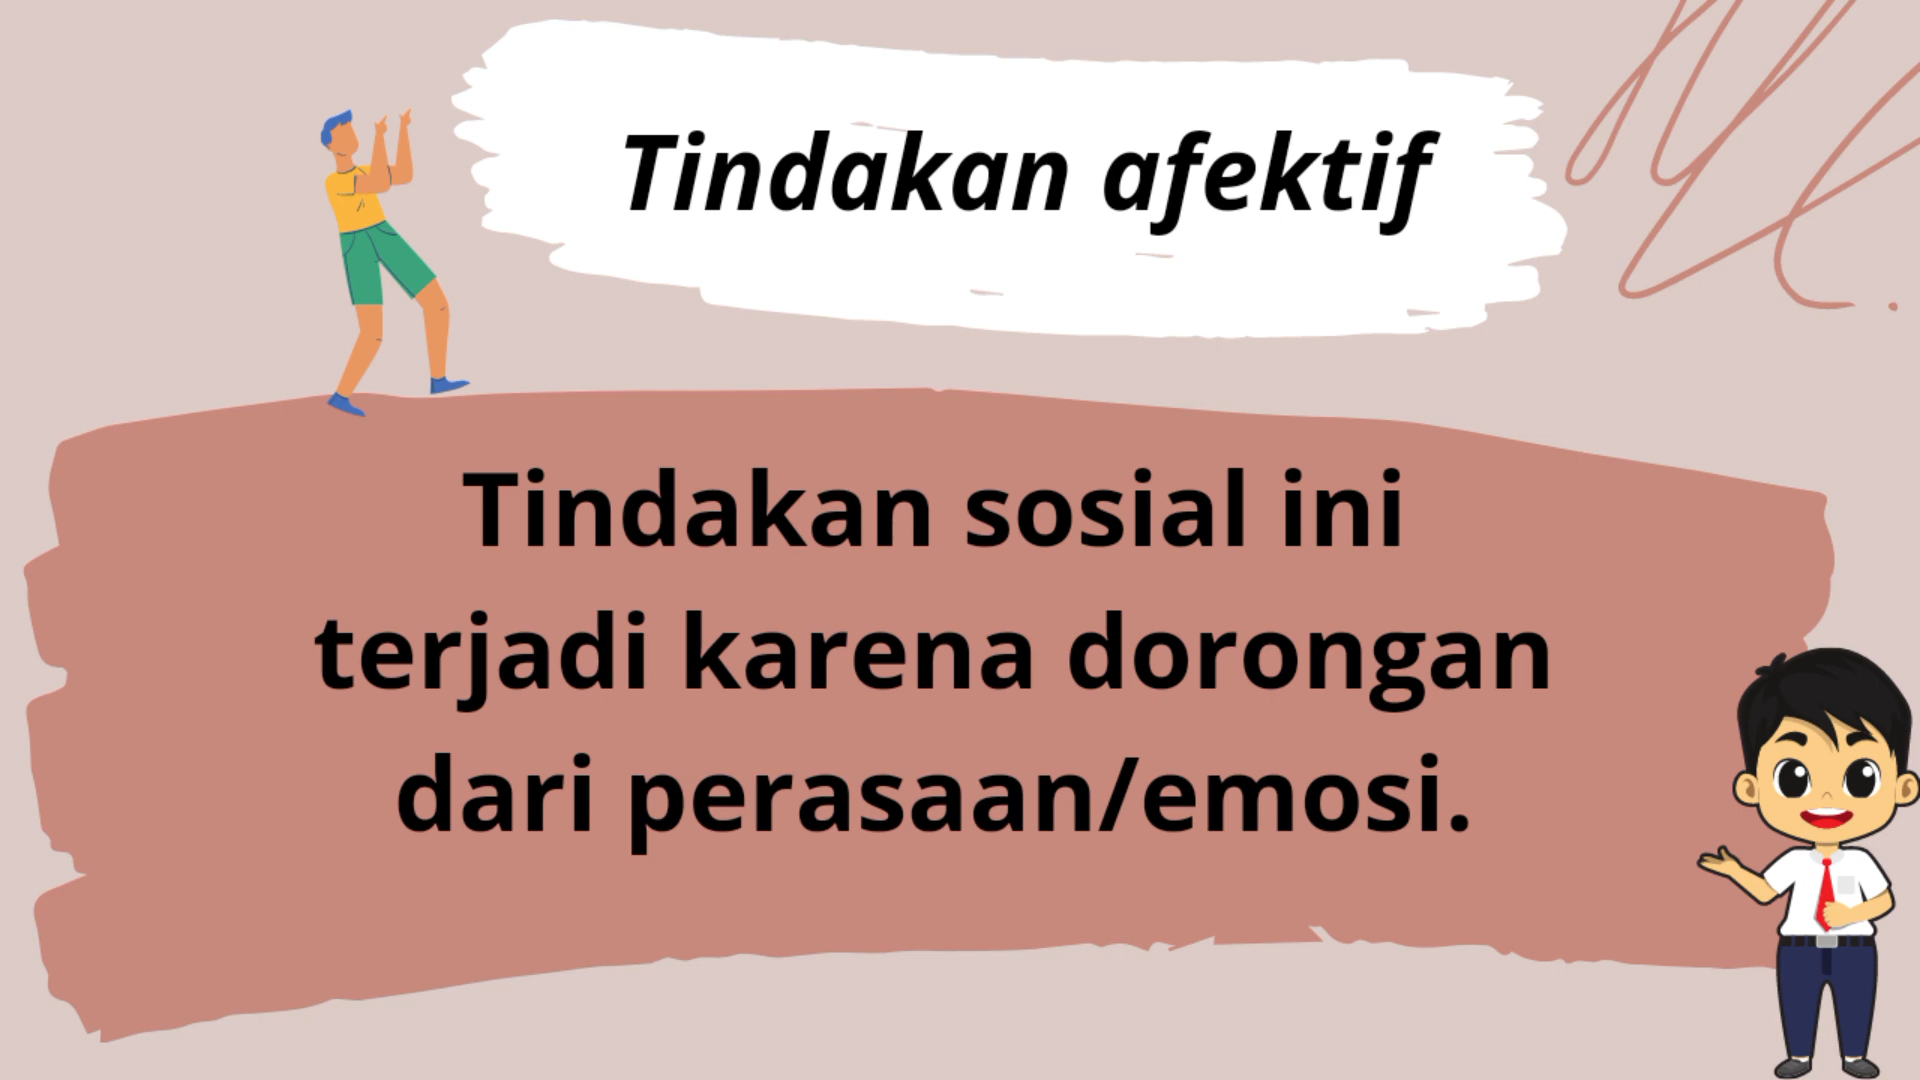 Tindakan afektif
Tindakan sosial ini
terjadi karena dorongan
dari perasaan/emosi.